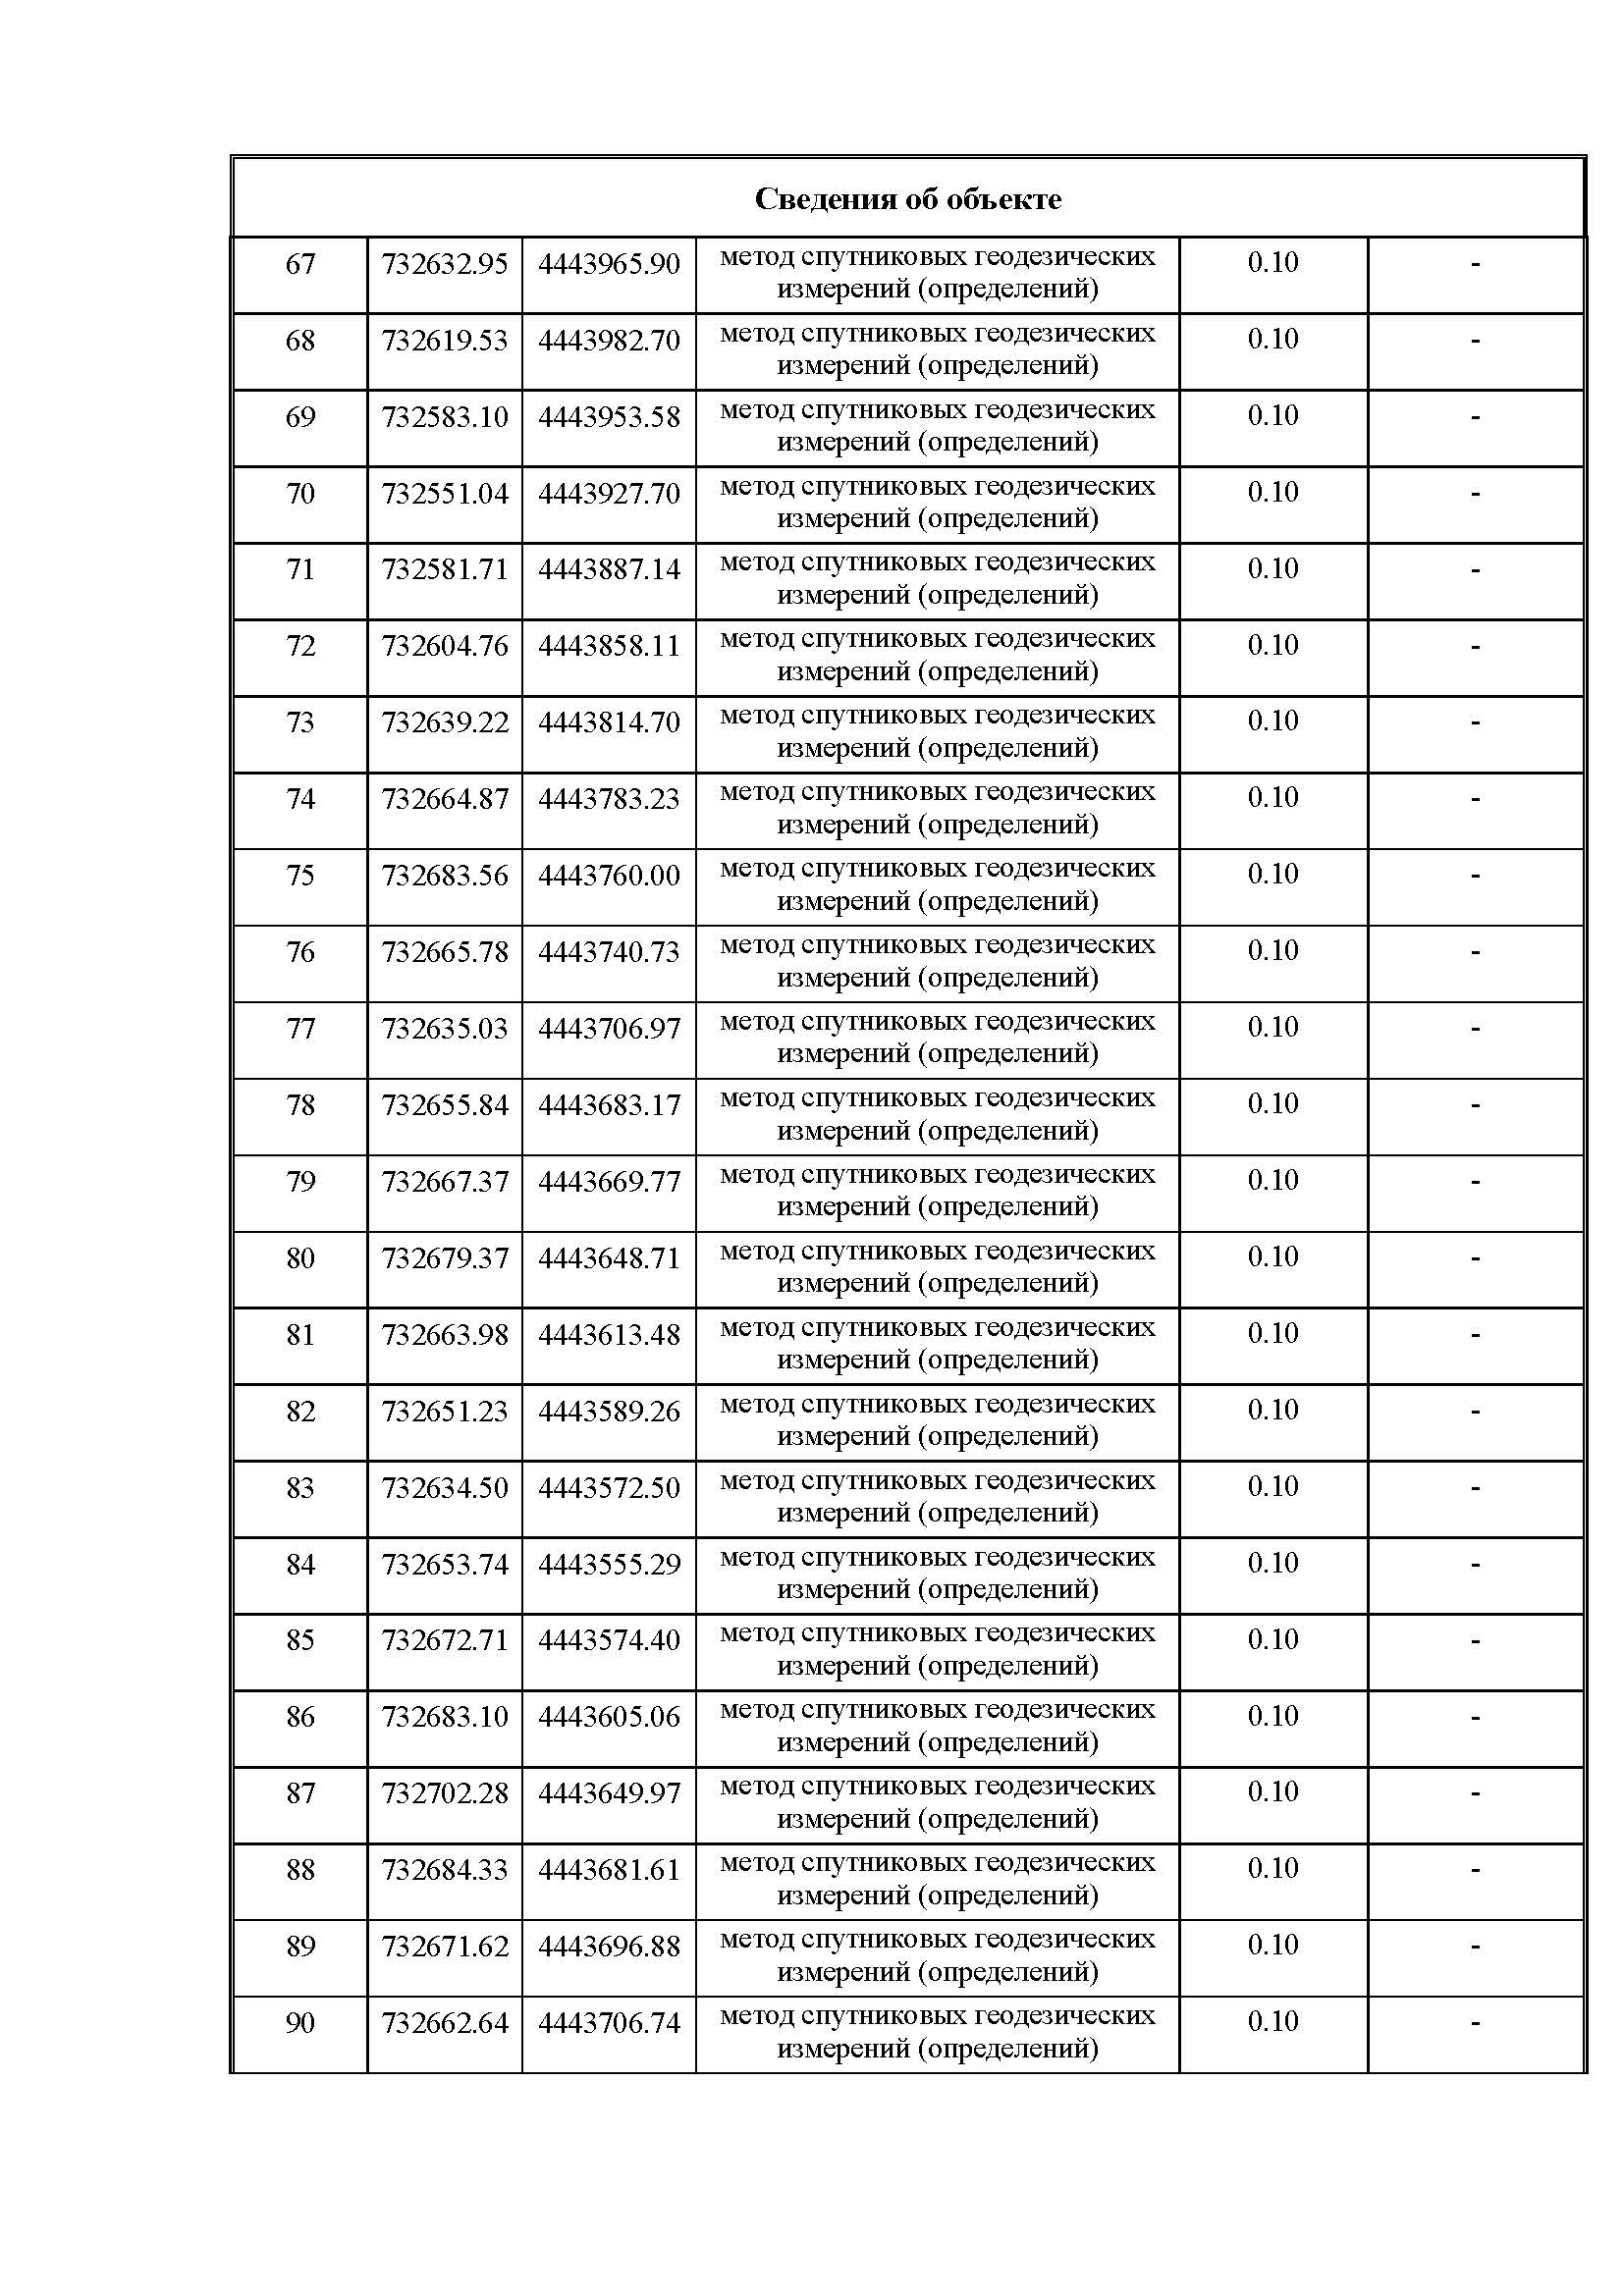 Сведения об объекте
67 732632.95 4443965.90 метод спутниковых геодезических измерений (определений) 0.10 -
68 732619.53 4443982.70 метод спутниковых геодезических измерений (определений) 0.10 -
69 732583.10 4443953.58 метод спутниковых геодезических измерений (определений) 0.10 -
70 732551.04 4443927.70 метод спутниковых геодезических измерений (определений) 0.10 -
71 732581.71 4443887.14 метод спутниковых геодезических измерений (определений) 0.10 -
72 732604.76 4443858.11 метод спутниковых геодезических измерений (определений) 0.10 -
73 732639.22 4443814.70 метод спутниковых геодезических измерений (определений) 0.10 -
74 732664.87 4443783.23 метод спутниковых геодезических измерений (определений) 0.10 -
75 732683.56 4443760.00 метод спутниковых геодезических измерений (определений) 0.10 -
76 732665.78 4443740.73 метод спутниковых геодезических измерений (определений) 0.10 -
77 732635.03 4443706.97 метод спутниковых геодезических измерений (определений) 0.10 -
78 732655.84 4443683.17 метод спутниковых геодезических измерений (определений) 0.10 -
79 732667.37 4443669.77 метод спутниковых геодезических измерений (определений) 0.10 -
80 732679.37 4443648.71 метод спутниковых геодезических измерений (определений) 0.10 -
81 732663.98 4443613.48 метод спутниковых геодезических измерений (определений) 0.10 -
82 732651.23 4443589.26 метод спутниковых геодезических измерений (определений) 0.10 -
83 732634.50 4443572.50 метод спутниковых геодезических измерений (определений) 0.10 -
84 732653.74 4443555.29 метод спутниковых геодезических измерений (определений) 0.10 -
85 732672.71 4443574.40 метод спутниковых геодезических измерений (определений) 0.10 -
86 732683.10 4443605.06 метод спутниковых геодезических измерений (определений) 0.10 -
87 732702.28 4443649.97 метод спутниковых геодезических измерений (определений) 0.10 -
88 732684.33 4443681.61 метод спутниковых геодезических измерений (определений) 0.10 -
89 732671.62 4443696.88 метод спутниковых геодезических измерений (определений) 0.10 -
90 732662.64 4443706.74 метод спутниковых геодезических измерений (определений) 0.10 -